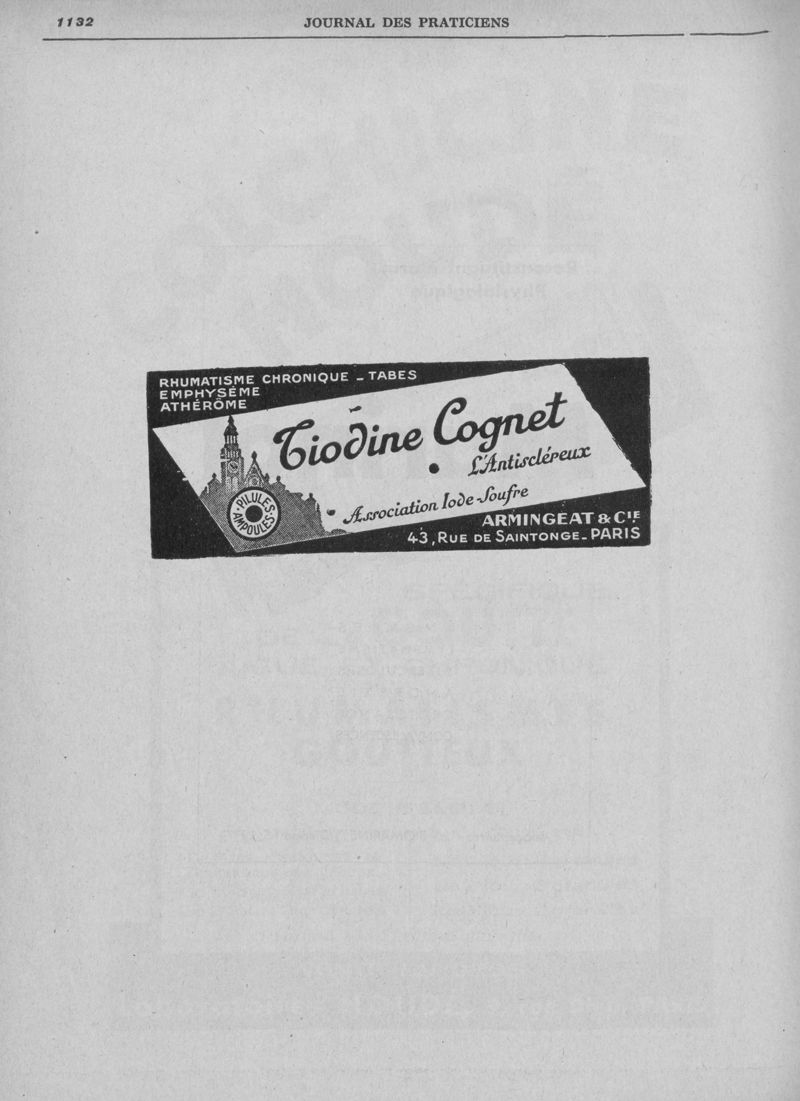 1132
JOURNAL DES PRATICIENS
RHUMATISME CHRONIQUE - TABES
EMPHYSÈME
ATHÉRÔME
Tiodine Cognet
• L'Antiscléreux
• Association Iode-Soufre
PILULES
AMPOULES
ARMINGEAT & CIE
43, RUE DE SAINTONGE - PARIS